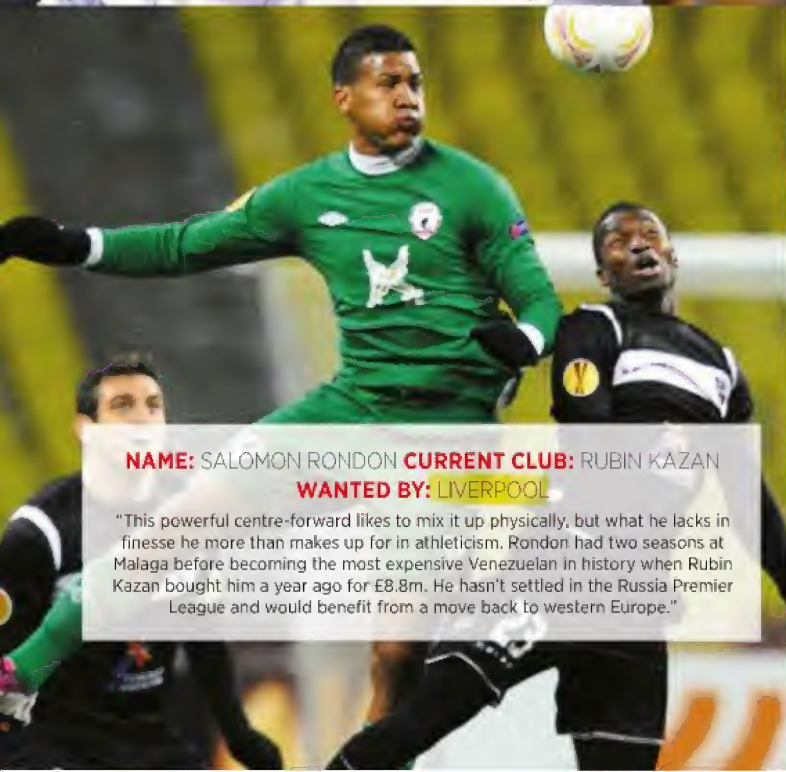 NAME: SALOMON RONDON CURRENT CLUB: RUBIN KAZAN
WANTED BY: LIVERPOOL
"This powerful centre-forward likes to mix it up physically, but what he lacks in
finesse he more than makes up for in athleticism. Rondon had two seasons at
Malaga before becoming the most expensive Venezuelan in history when Rubin
Kazan bought him a year ago for £8.8m. He hasn't settled in the Russia Premier
League and would benefit from a move back to western Europe."